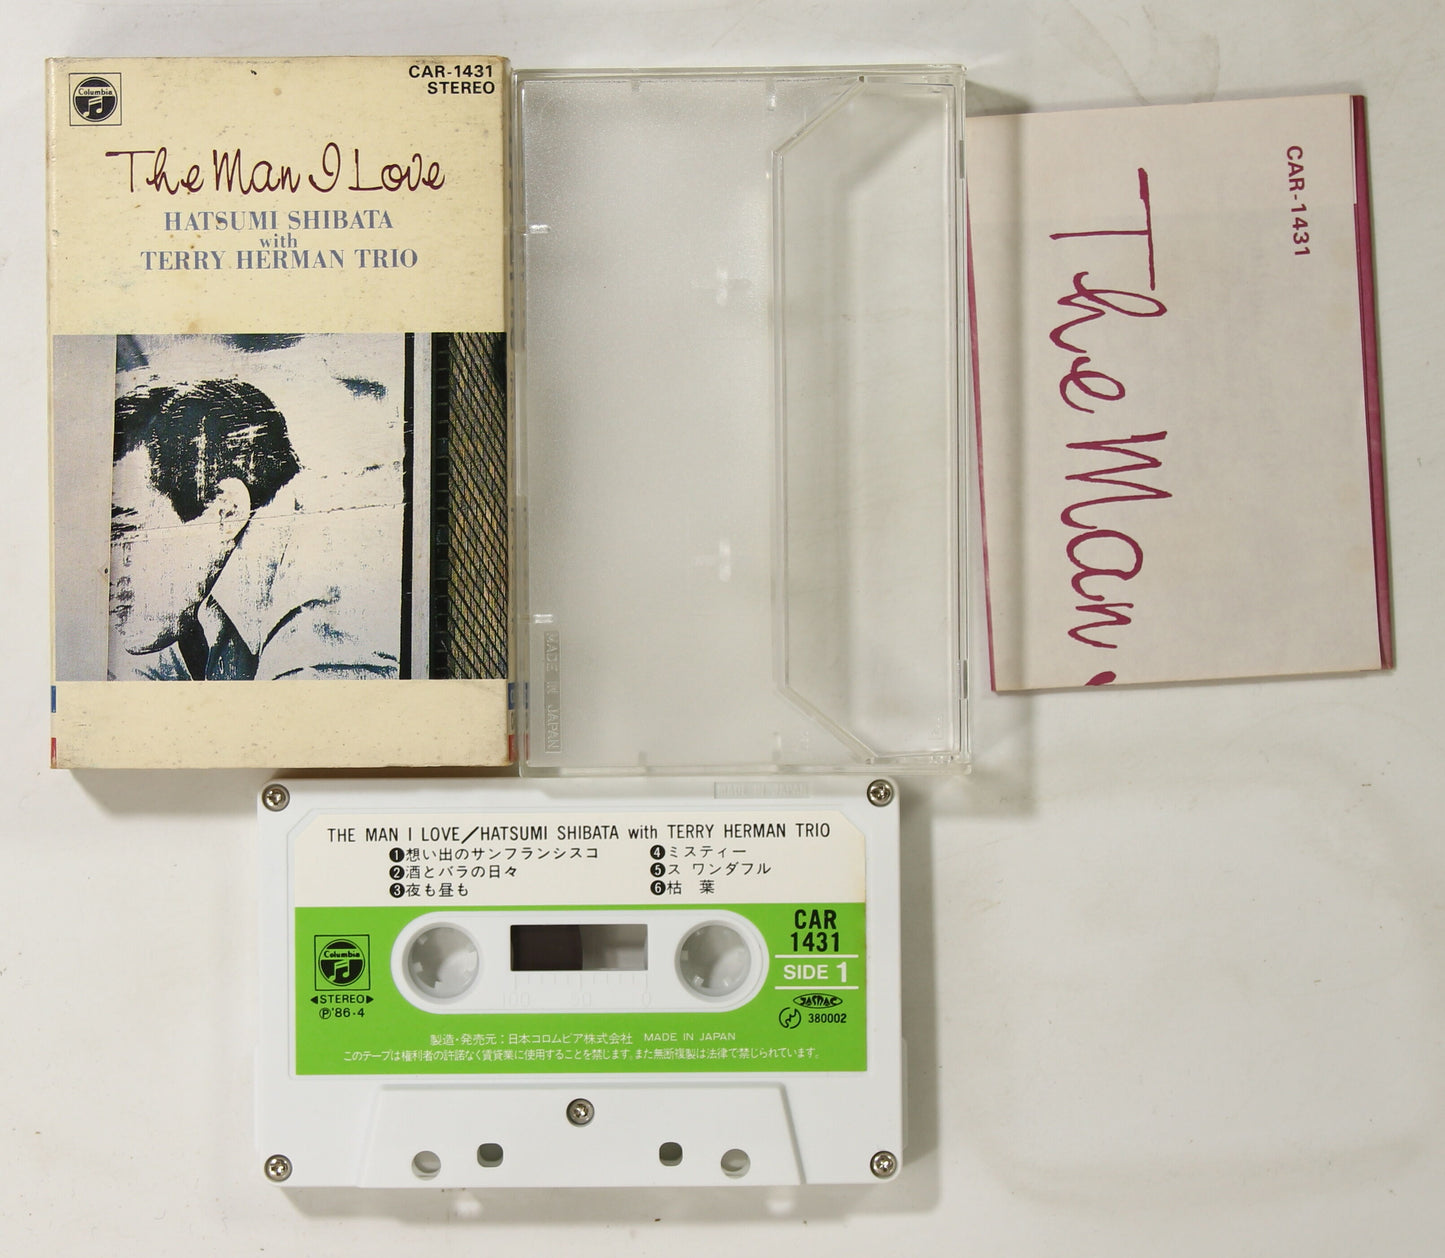 Columbia
CAR-1431
STEREO
The Man I Love
HATSUMI SHIBATA
with
TERRY HERMAN TRIO
MADE IN JAPAN
CAR-1431
The Man
MADE IN JAPAN
THE MAN I LOVE/HATSUMI SHIBATA with TERRY HERMAN TRIO
❶想い出のサンフランシスコ
❷酒とバラの日々
❸夜も昼も
❹ミスティー
❺ス ワンダフル
❻枯 葉
Columbia
◀STEREO▶
Ⓟ'86・4
CAR
1431
SIDE 1
JASRAC
380002
100 50 0
製造・発売元：日本コロムビア株式会社 MADE IN JAPAN
このテープは権利者の許諾なく賃貸業に使用することを禁じます。また無断複製は法律で禁じられています。